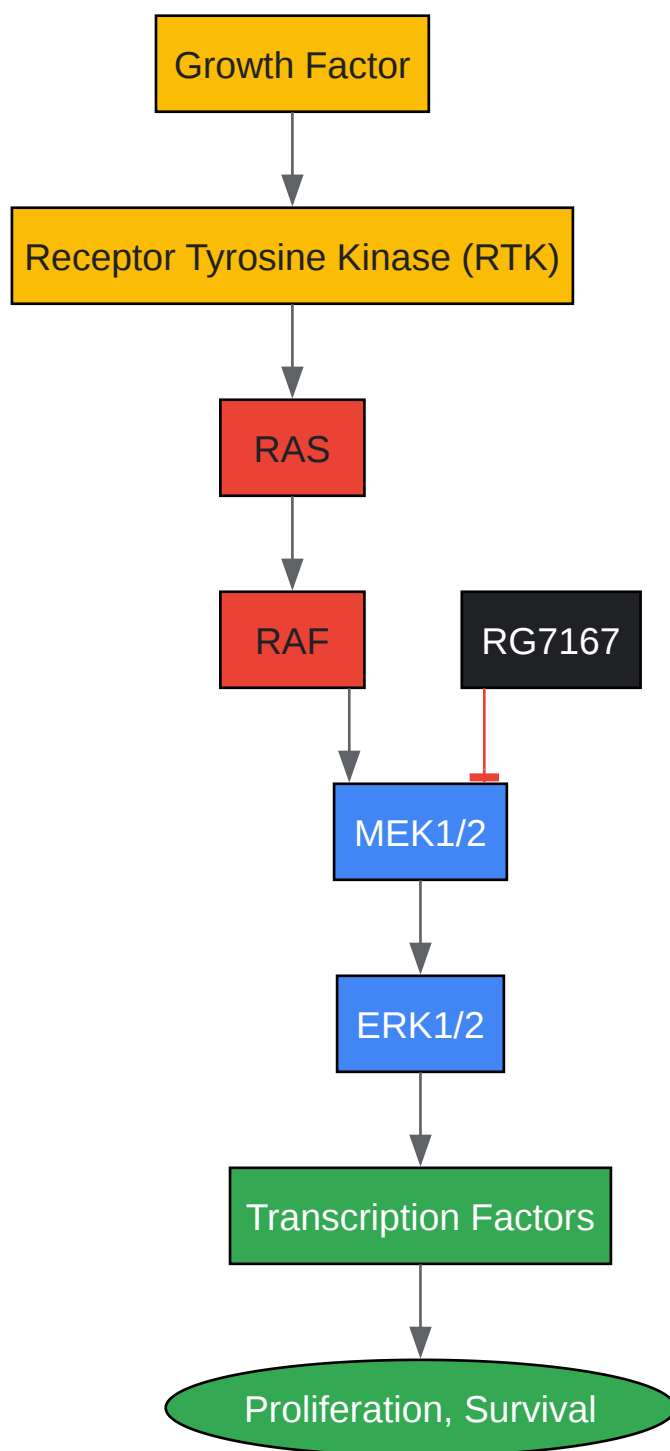 Growth Factor
Receptor Tyrosine Kinase (RTK)
RAS
RAF
RG7167
MEK1/2
ERK1/2
Transcription Factors
Proliferation, Survival